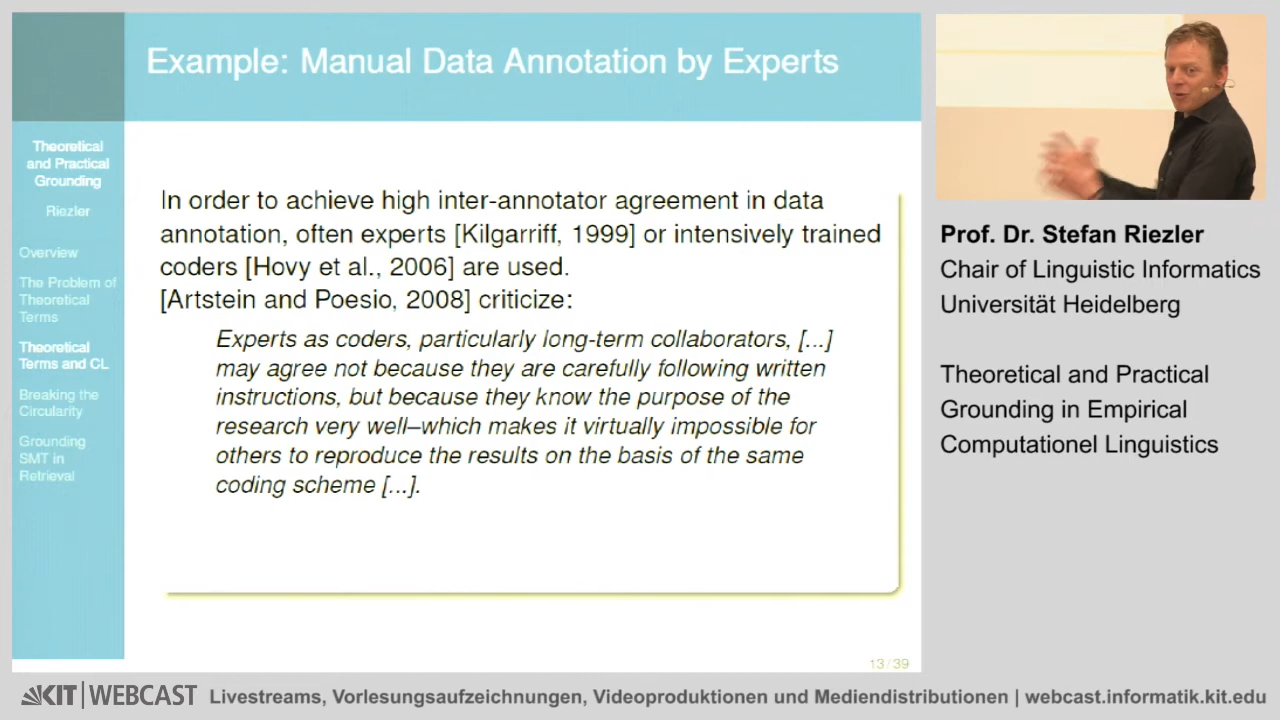 Example: Manual Data Annotation by Experts
Theoretical
and Practical
Grounding
Riezler
Overview
The Problem of
Theoretical
Terms
Theoretical
Terms and CL
Breaking the
Circularity
Grounding
SMT in
Retrieval
In order to achieve high inter-annotator agreement in data
annotation, often experts [Kilgarriff, 1999] or intensively trained
coders [Hovy et al., 2006] are used.
[Artstein and Poesio, 2008] criticize:
Experts as coders, particularly long-term collaborators, [...]
may agree not because they are carefully following written
instructions, but because they know the purpose of the
research very well–which makes it virtually impossible for
others to reproduce the results on the basis of the same
coding scheme [...].
13/39
Prof. Dr. Stefan Riezler
Chair of Linguistic Informatics
Universität Heidelberg
Theoretical and Practical
Grounding in Empirical
Computationel Linguistics
KIT | WEBCAST Livestreams, Vorlesungsaufzeichnungen, Videoproduktionen und Mediendistributionen | webcast.informatik.kit.edu